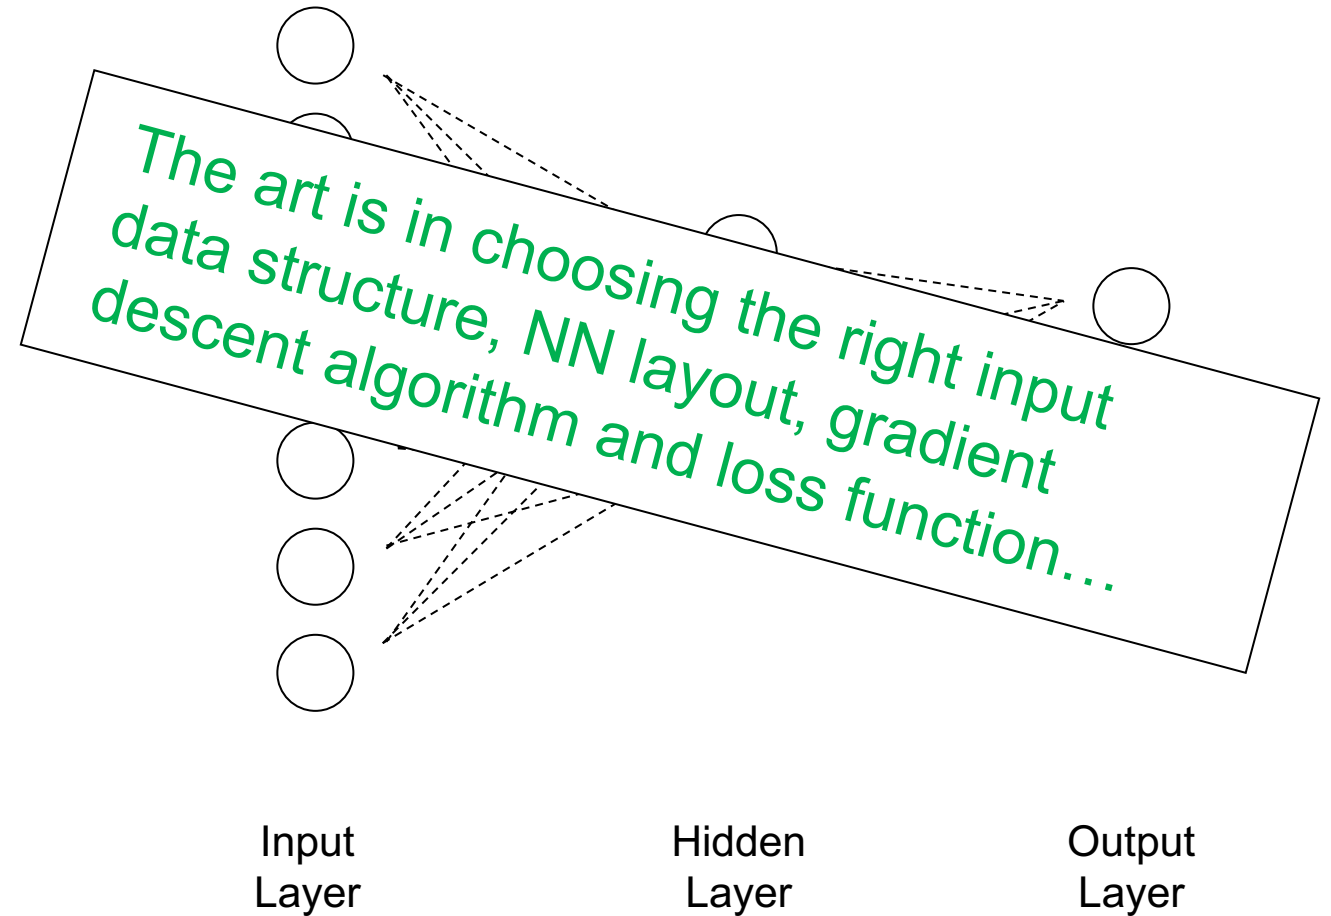 The art is in choosing the right input
data structure, NN layout, gradient
descent algorithm and loss function…
Input
Layer
Hidden
Layer
Output
Layer